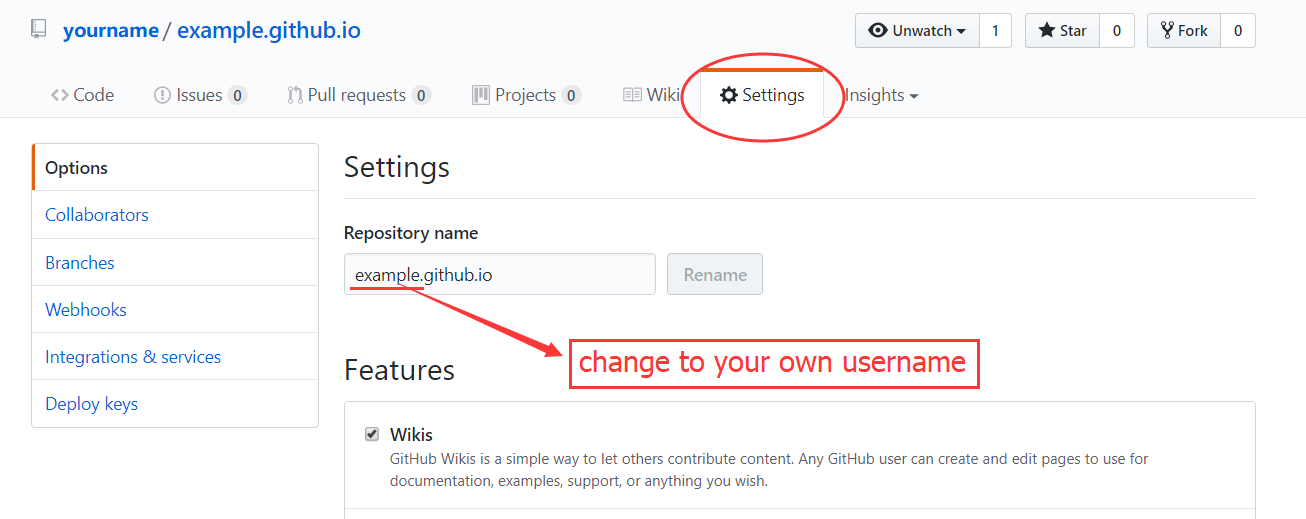 yourname / example.github.io
Unwatch 1 Star 0 Fork 0
Code Issues 0 Pull requests 0 Projects 0 Wiki Settings Insights
Options
Collaborators
Branches
Webhooks
Integrations & services
Deploy keys
Settings
Repository name
example.github.io Rename
change to your own username
Features
Wikis
GitHub Wikis is a simple way to let others contribute content. Any GitHub user can create and edit pages to use for
documentation, examples, support, or anything you wish.